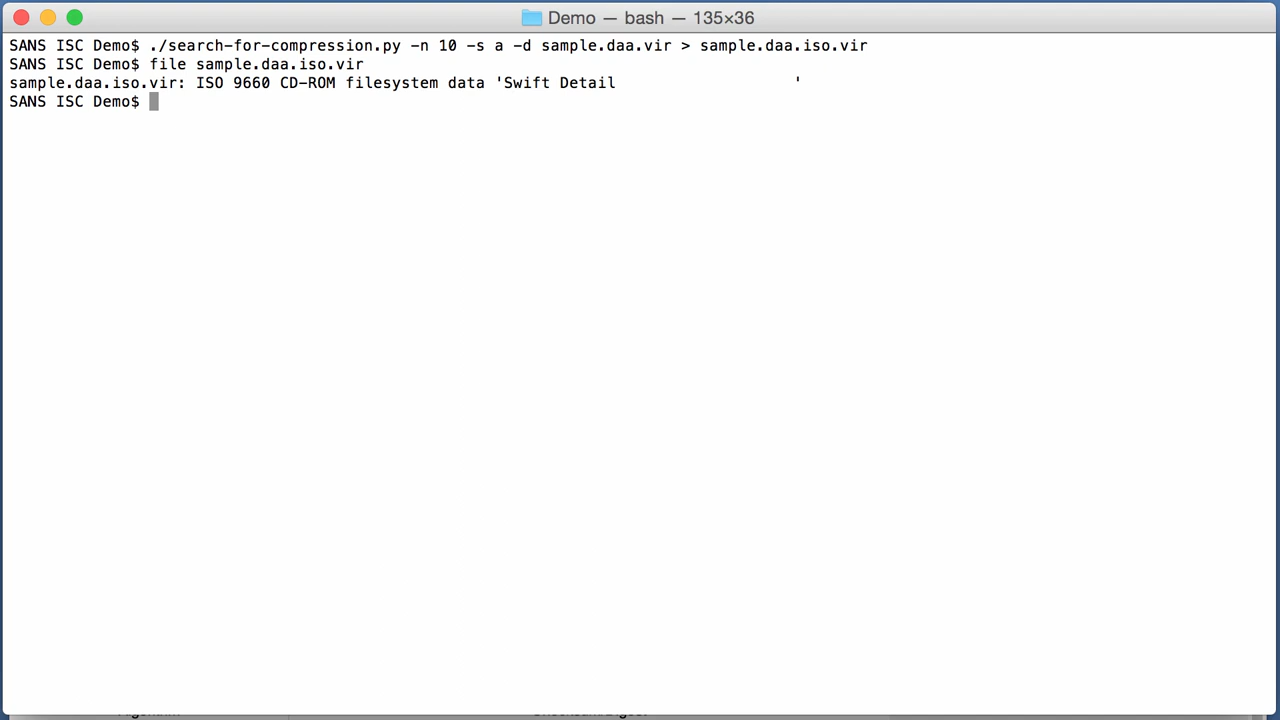 Demo — bash — 135×36
SANS ISC Demo$ ./search-for-compression.py -n 10 -s a -d sample.daa.vir > sample.daa.iso.vir
SANS ISC Demo$ file sample.daa.iso.vir
sample.daa.iso.vir: ISO 9660 CD-ROM filesystem data 'Swift Detail                   '
SANS ISC Demo$